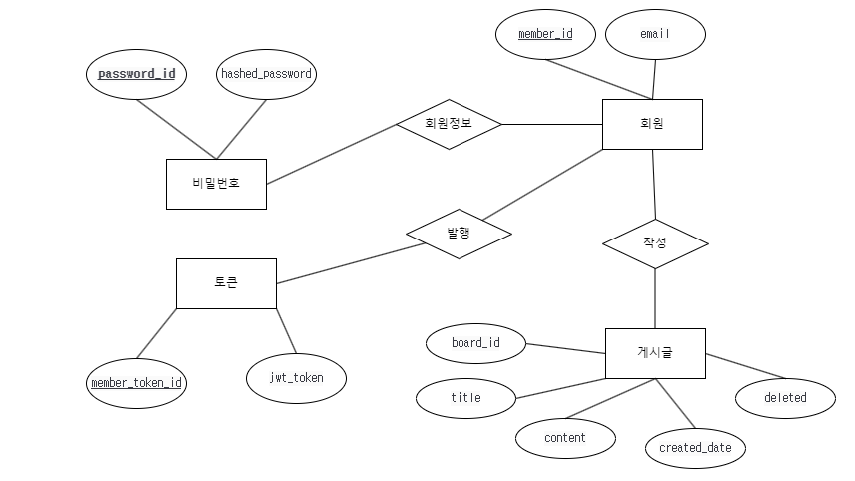 member_id
email
password_id
hashed_password
회원정보
회원
비밀번호
발행
작성
토큰
board_id
게시글
member_token_id
jwt_token
title
deleted
content
created_date